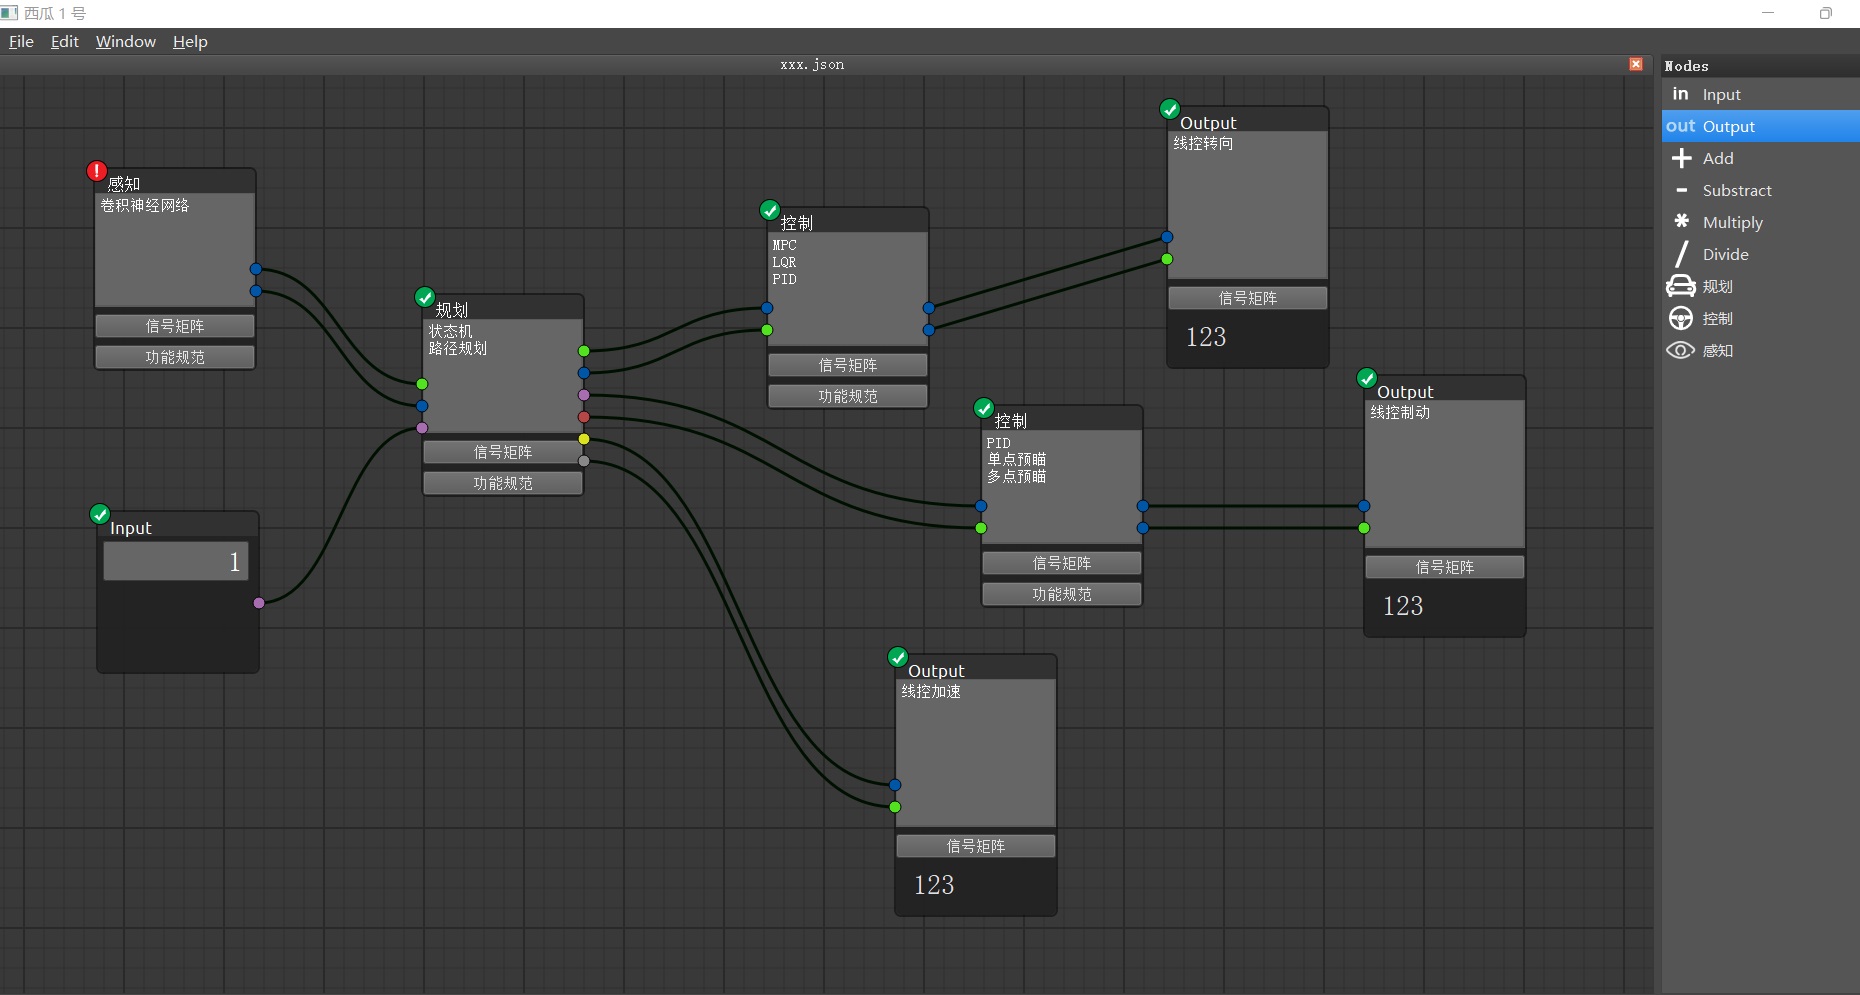 西瓜 1 号
File Edit Window Help
xxx.json
感知
卷积神经网络
信号矩阵
功能规范
Input
1
规划
状态机
路径规划
信号矩阵
功能规范
控制
MPC
LQR
PID
信号矩阵
功能规范
Output
线控转向
信号矩阵
123
控制
PID
单点预瞄
多点预瞄
信号矩阵
功能规范
Output
线控制动
信号矩阵
123
Output
线控加速
信号矩阵
123
Nodes
in Input
out Output
Add
Substract
Multiply
Divide
规划
控制
感知